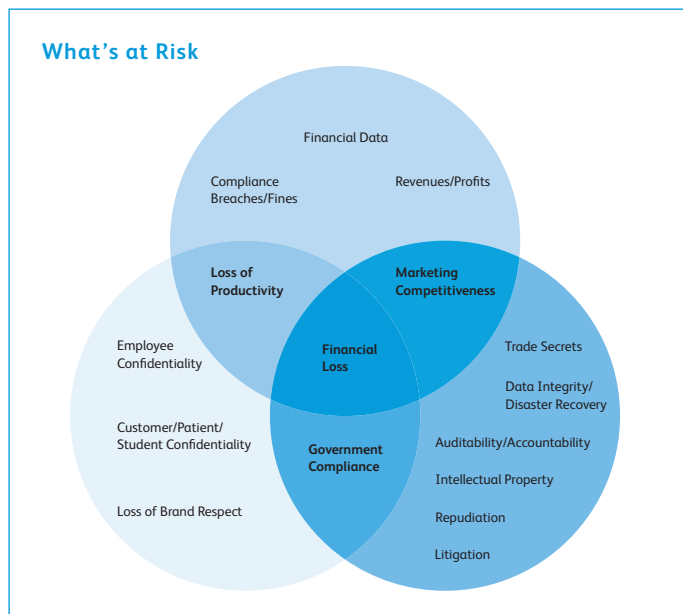 What's at Risk
Financial Data
Compliance
Breaches/Fines
Revenues/Profits
Loss of
Productivity
Marketing
Competitiveness
Employee
Confidentiality
Financial
Loss
Trade Secrets
Data Integrity/
Disaster Recovery
Customer/Patient/
Student Confidentiality
Government
Compliance
Auditability/Accountability
Intellectual Property
Loss of Brand Respect
Repudiation
Litigation